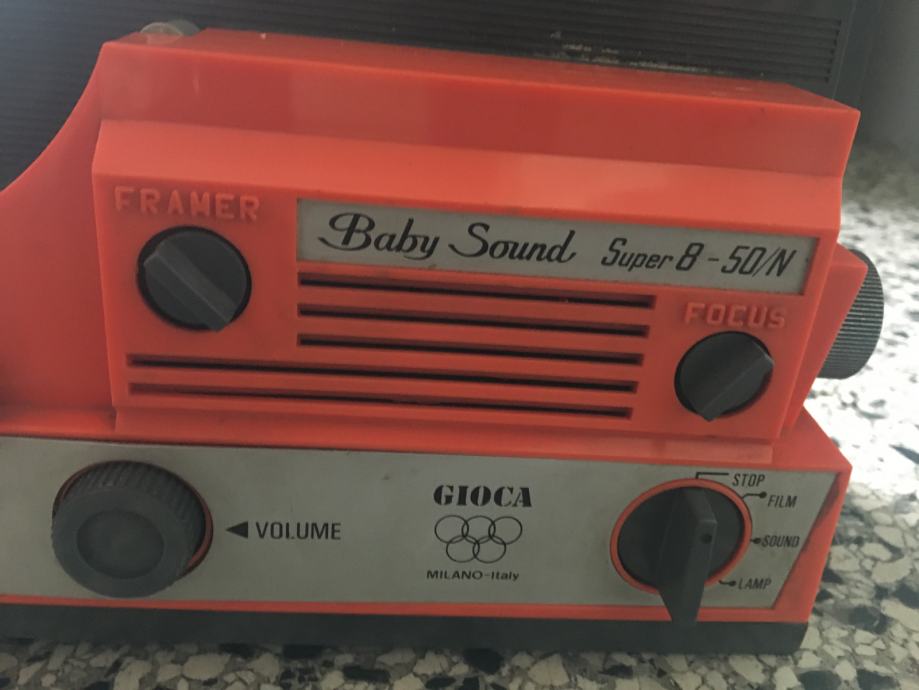 FRAMER
Baby Sound Super 8-50/N
FOCUS
VOLUME
GIOCA
MILANO-Italy
STOP
FILM
SOUND
LAMP